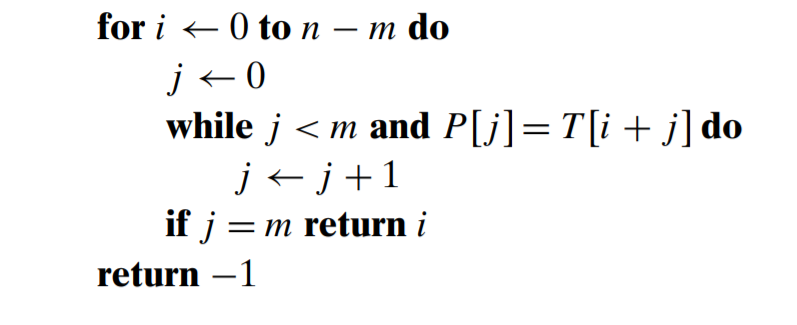 for i ← 0 to n − m do
j ← 0
while j < m and P[j] = T[i + j] do
j ← j + 1
if j = m return i
return −1